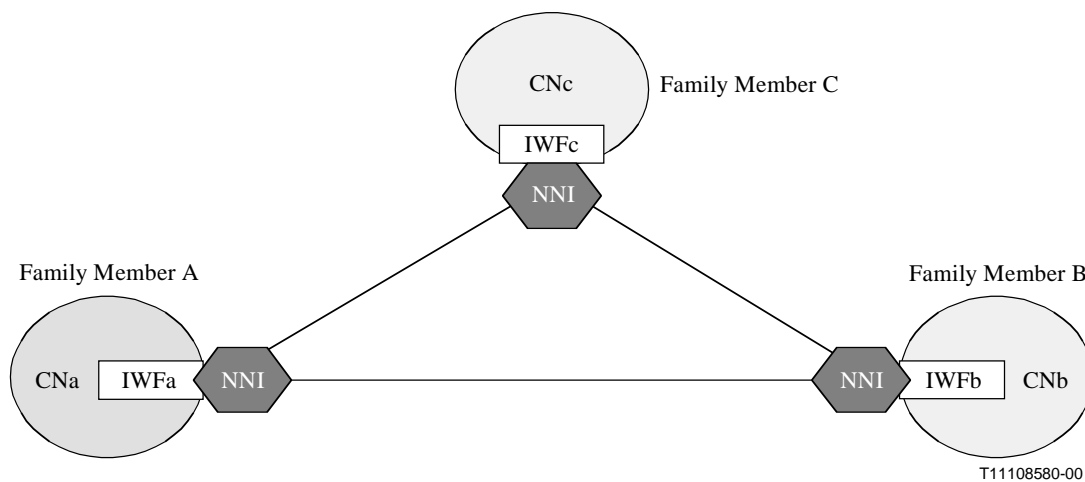 CNc
Family Member C
IWFc
NNI
Family Member A
Family Member B
CNa
IWFa
NNI
NNI
IWFb
CNb
T11108580-00